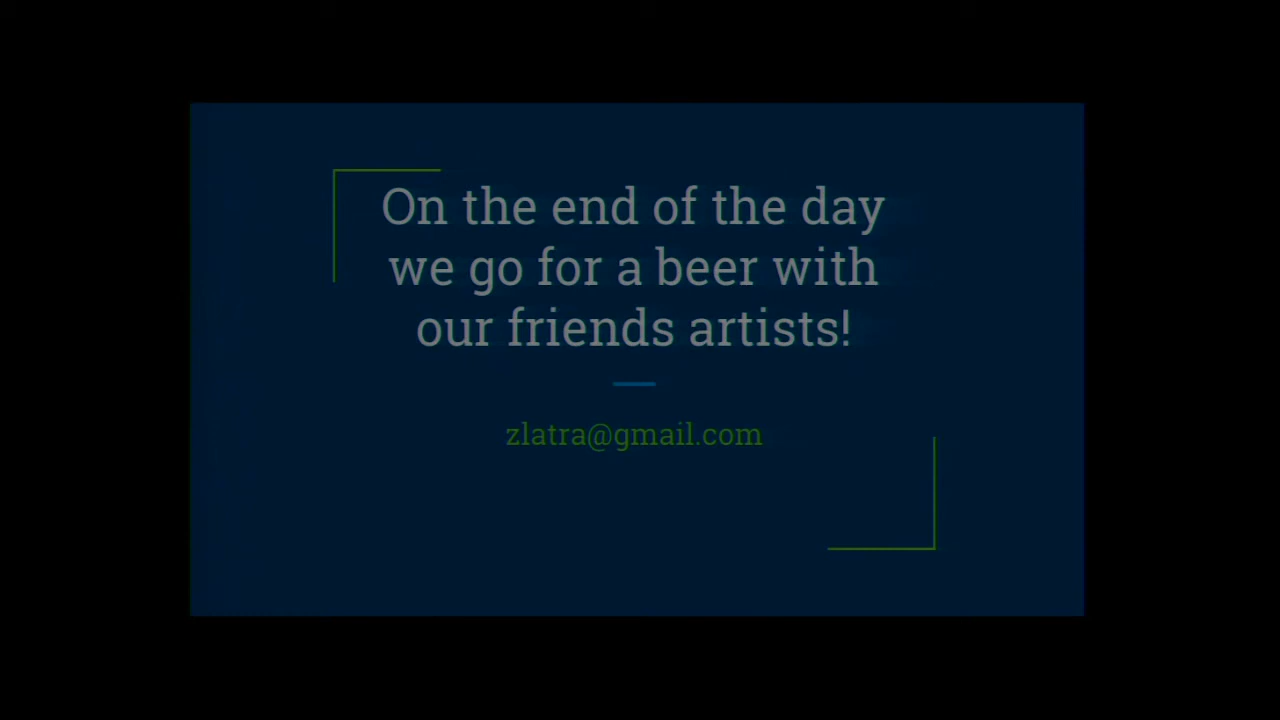 On the end of the day
we go for a beer with
our friends artists!
zlatra@gmail.com